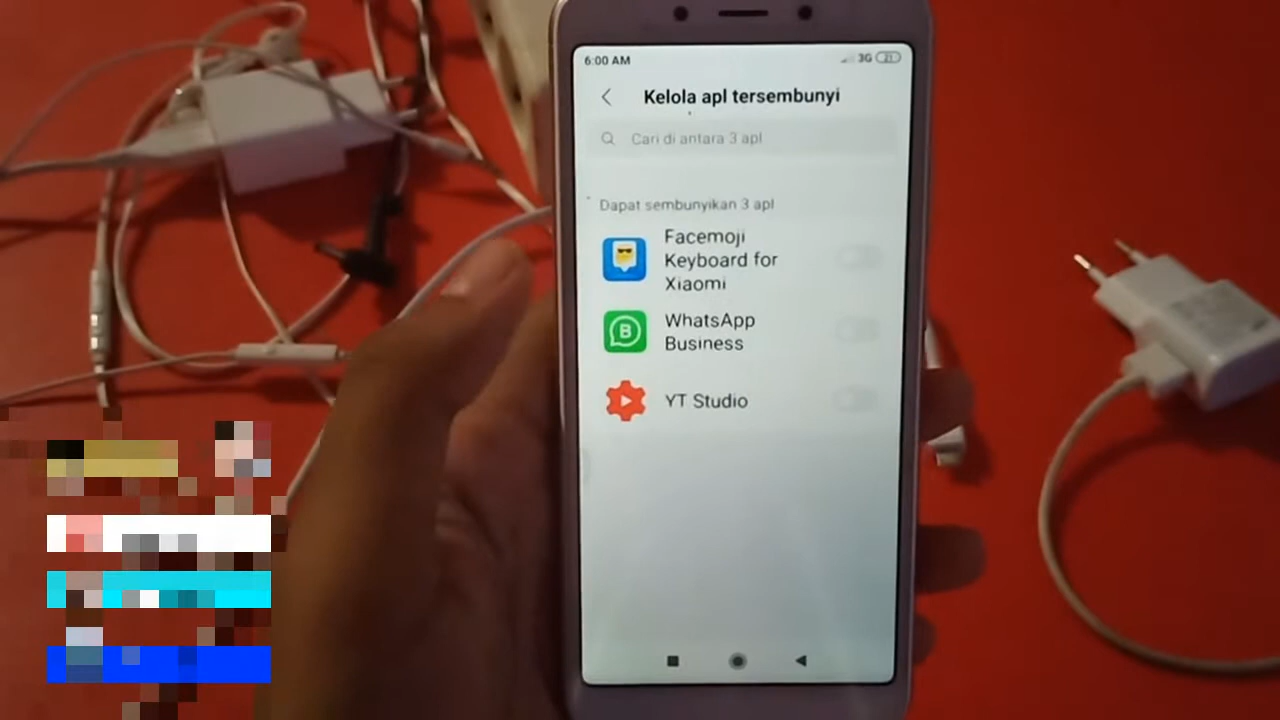 6:00 AM
3G
21
Kelola apl tersembunyi
Cari di antara 3 apl
Dapat sembunyikan 3 apl
Facemoji
Keyboard for
Xiaomi
B
WhatsApp
Business
YT Studio